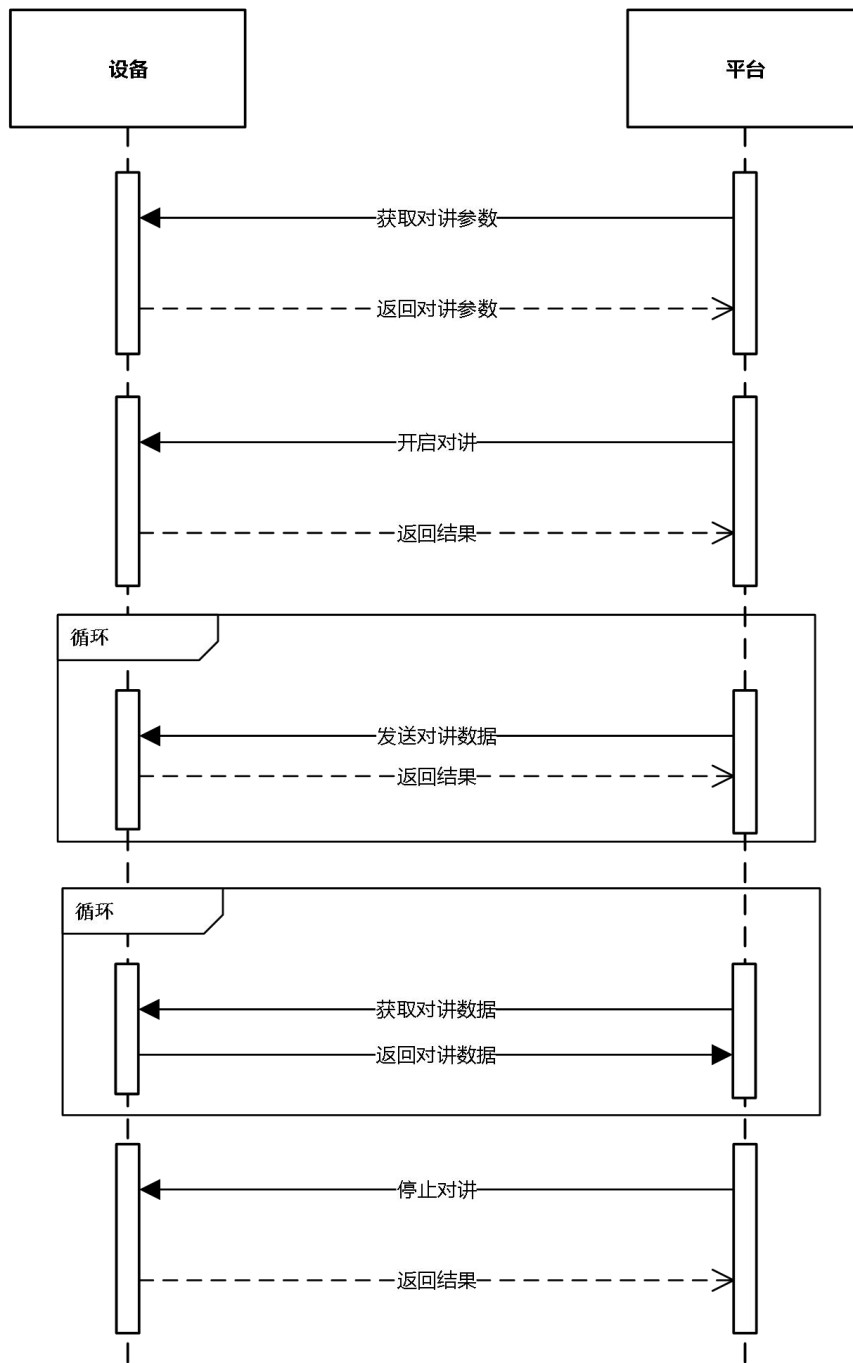 设备
平台
获取对讲参数
返回对讲参数
开启对讲
返回结果
循环
发送对讲数据
返回结果
循环
获取对讲数据
返回对讲数据
停止对讲
返回结果